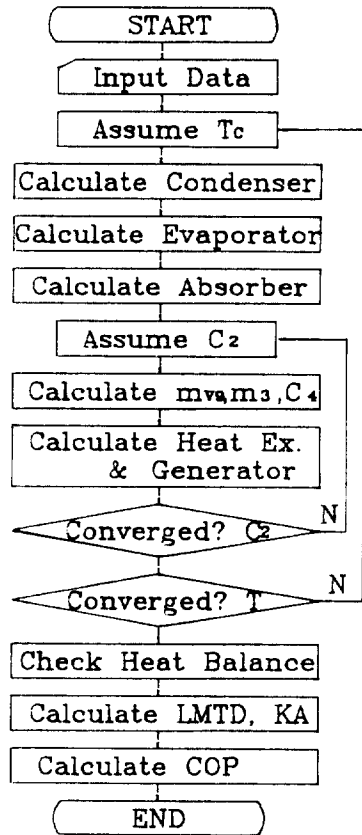 START
Input Data
Assume Tc
Calculate Condenser
Calculate Evaporator
Calculate Absorber
Assume C₂
Calculate mva,m₃,C₄
Calculate Heat Ex.
& Generator
Converged? C₂
N
Converged? T
N
Check Heat Balance
Calculate LMTD, KA
Calculate COP
END